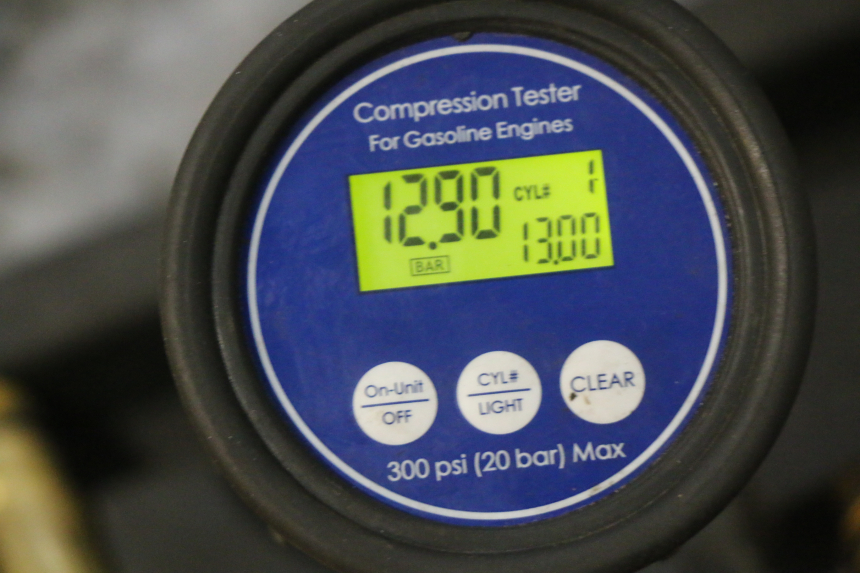 Compression Tester
For Gasoline Engines
12.90 CYL# 1
13.00
BAR
On-Unit
OFF
CYL#
LIGHT
CLEAR
300 psi (20 bar) Max